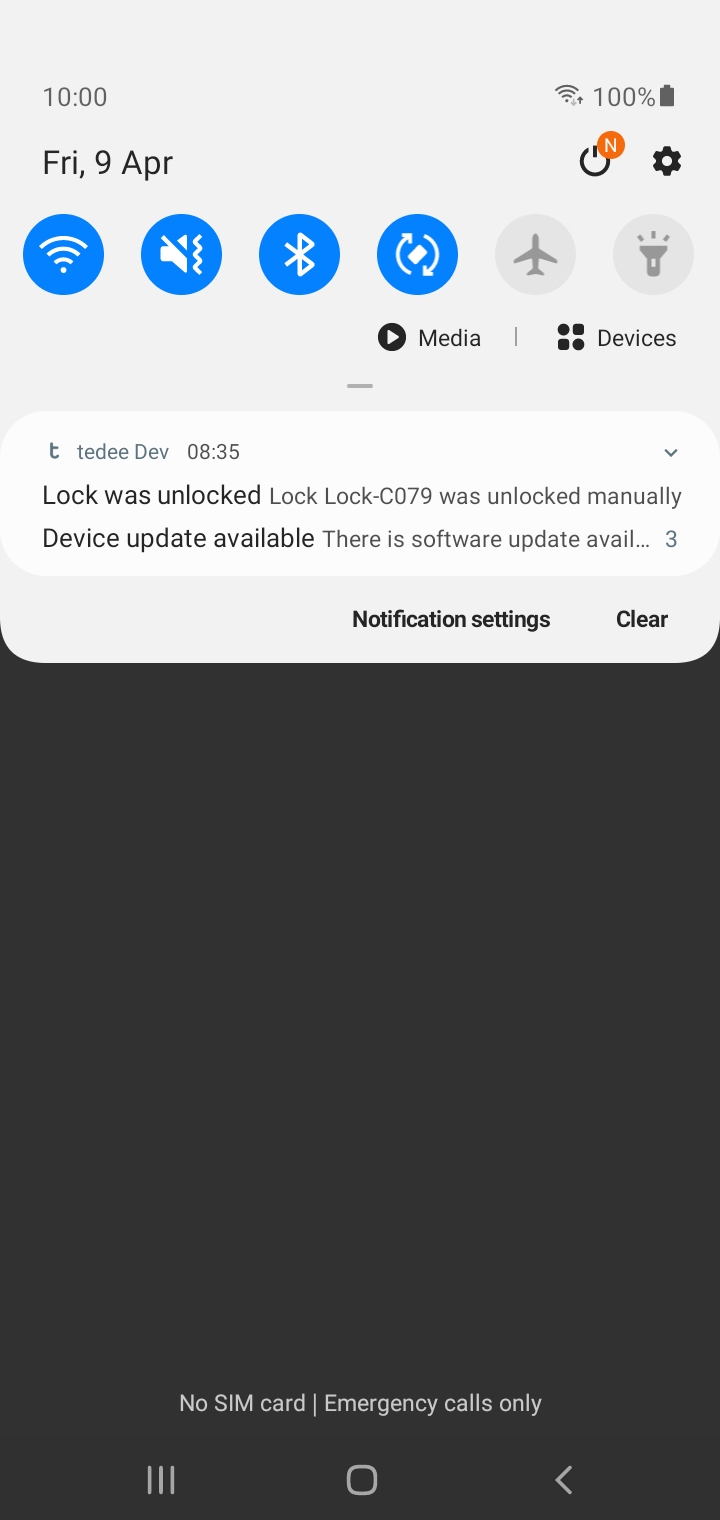 10:00 100%
Fri, 9 Apr N
Media | Devices
t tedee Dev 08:35
Lock was unlocked Lock Lock-C079 was unlocked manually
Device update available There is software update avail... 3
Notification settings Clear
No SIM card | Emergency calls only